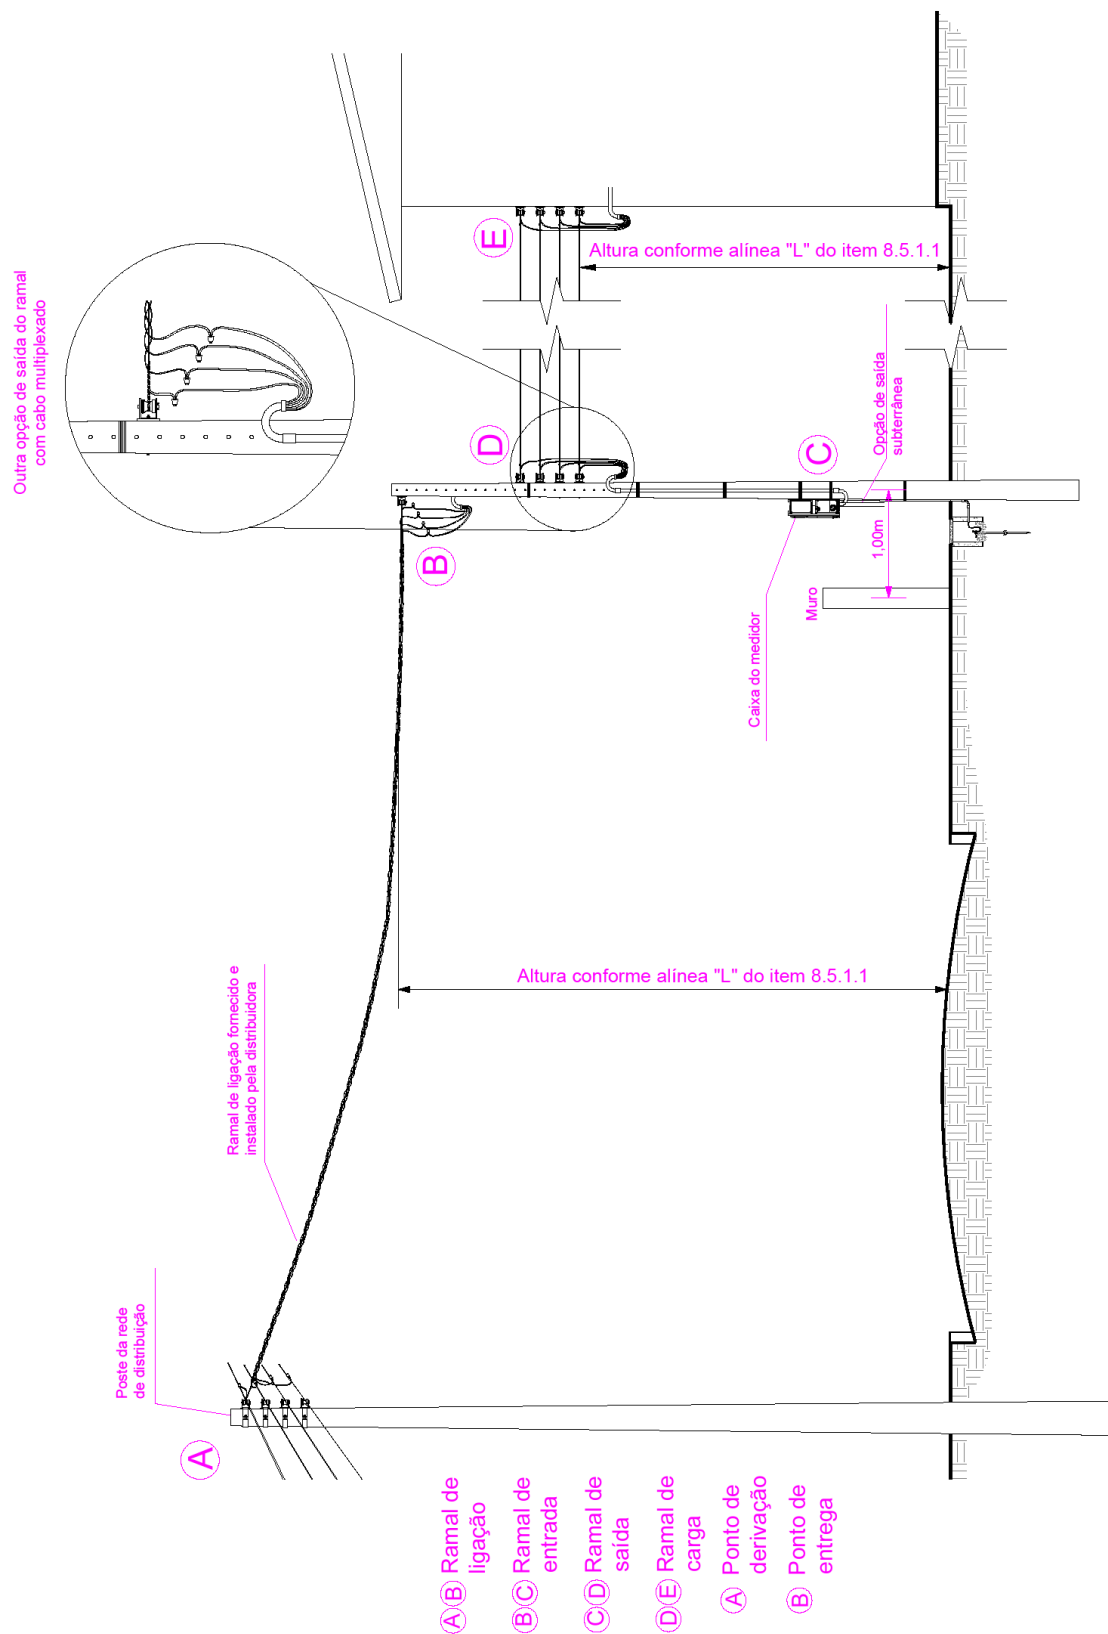 Outra opção de saída do ramal
com cabo multiplexado
E
Altura conforme alínea "L" do item 8.5.1.1
D
C
Opção de saída
subterrânea
B
1,00m
Muro
Caixa do medidor
Altura conforme alínea "L" do item 8.5.1.1
Ramal de ligação fornecido e
instalado pela distribuidora
Poste da rede
de distribuição
A
A B Ramal de
ligação
B C Ramal de
entrada
C D Ramal de
saída
D E Ramal de
carga
A Ponto de
derivação
B Ponto de
entrega